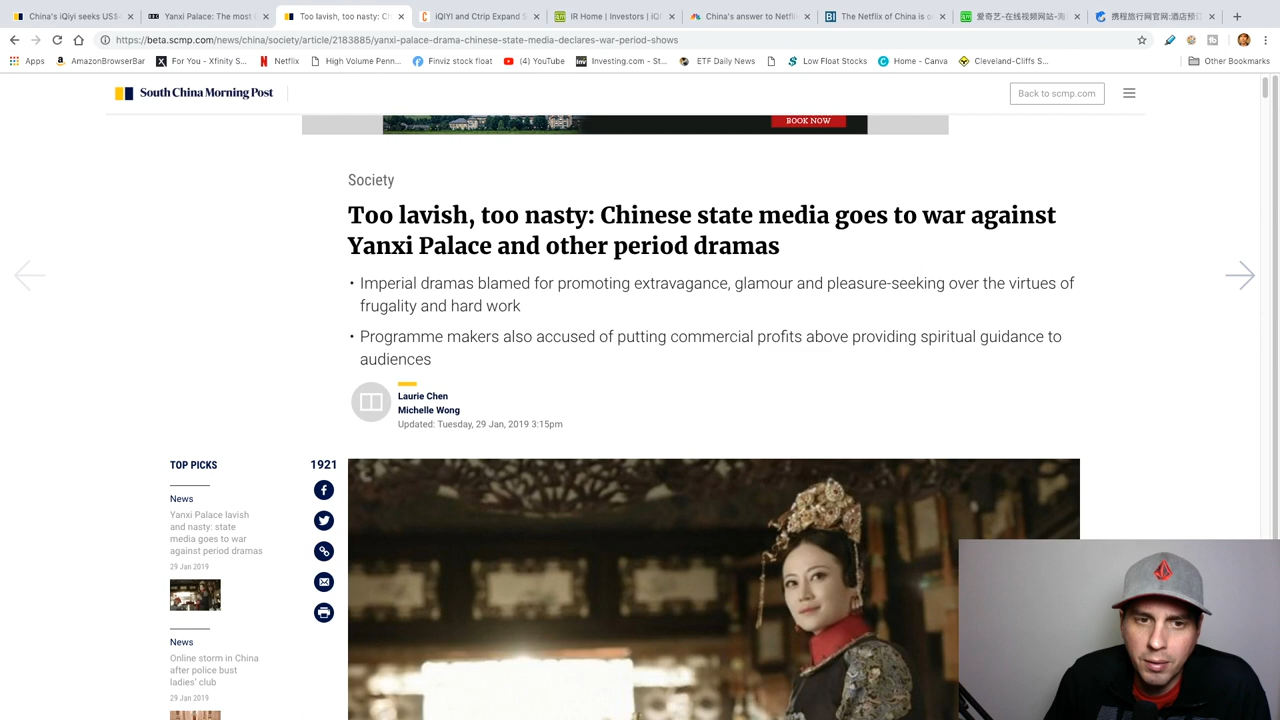 China's iQiyi seeks US$
Yanxi Palace: The most
Too lavish, too nasty: Ch
iQIYI and Ctrip Expand S
IR Home | Investors | iQI
China's answer to Netfli
The Netflix of China is o
爱奇艺-在线视频网站-海
携程旅行网官网:酒店预订
https://beta.scmp.com/news/china/society/article/2183885/yanxi-palace-drama-chinese-state-media-declares-war-period-shows
Apps
AmazonBrowserBar
For You - Xfinity S...
Netflix
High Volume Penn...
Finviz stock float
(4) YouTube
Investing.com - St...
ETF Daily News
Low Float Stocks
Home - Canva
Cleveland-Cliffs S...
Other Bookmarks
South China Morning Post
Back to scmp.com
BOOK NOW
Society
Too lavish, too nasty: Chinese state media goes to war against
Yanxi Palace and other period dramas
• Imperial dramas blamed for promoting extravagance, glamour and pleasure-seeking over the virtues of
frugality and hard work
• Programme makers also accused of putting commercial profits above providing spiritual guidance to
audiences
Laurie Chen
Michelle Wong
Updated: Tuesday, 29 Jan, 2019 3:15pm
TOP PICKS
1921
News
Yanxi Palace lavish
and nasty: state
media goes to war
against period dramas
29 Jan 2019
News
Online storm in China
after police bust
ladies' club
29 Jan 2019